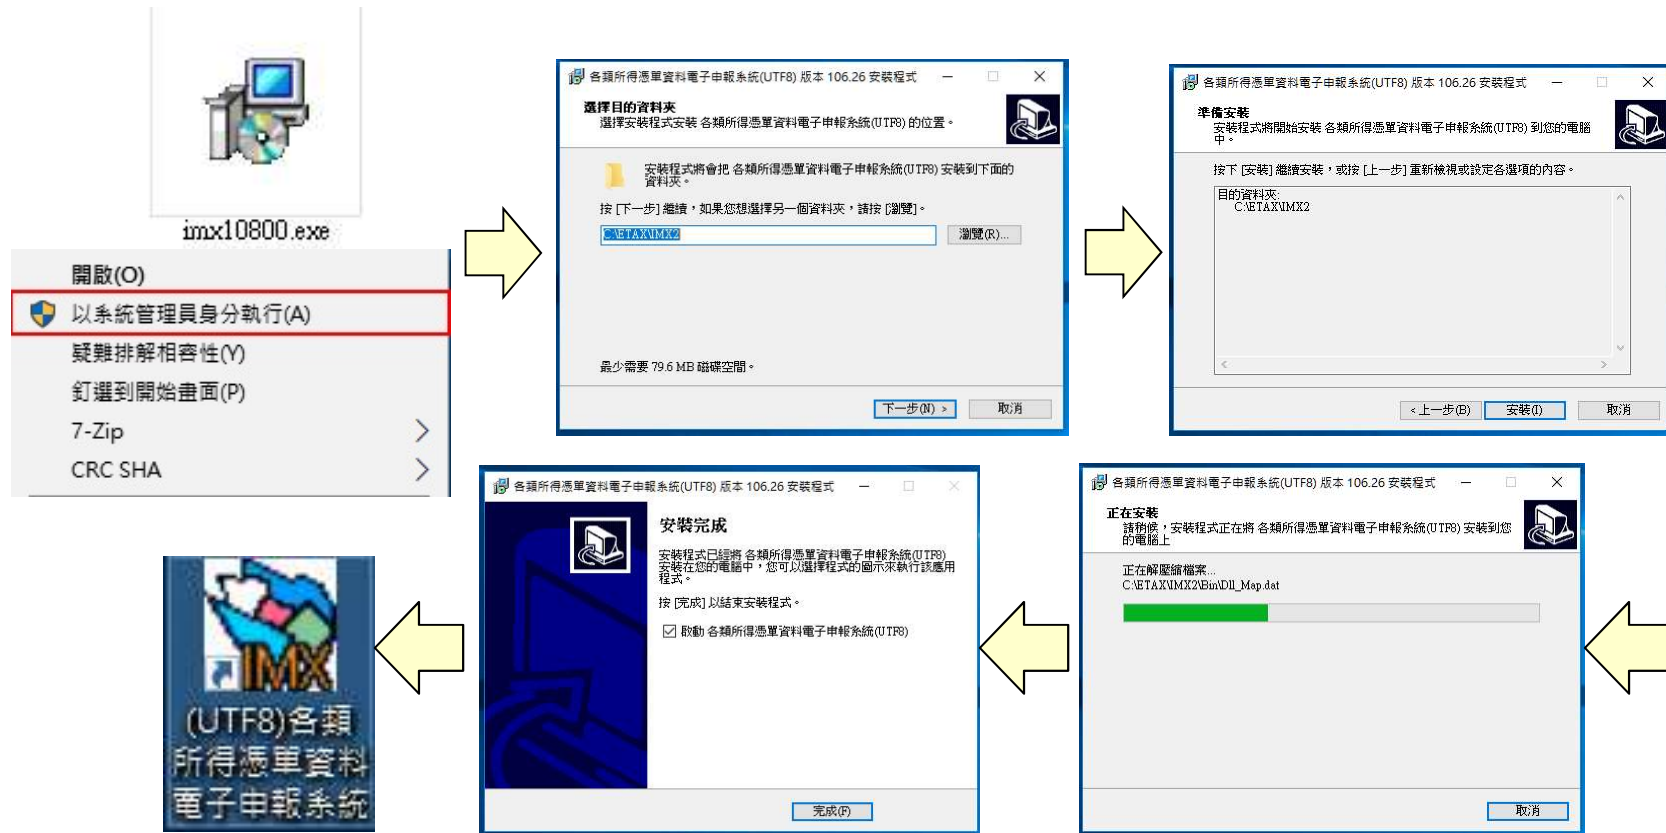 imx10800.exe
開啟(O)
以系統管理員身分執行(A)
疑難排解相容性(Y)
釘選到開始畫面(P)
7-Zip
CRC SHA
各類所得憑單資料電子申報系統(UTF8) 版本 106.26 安裝程式
選擇目的資料夾
選擇安裝程式安裝 各類所得憑單資料電子申報系統(UTF8) 的位置。
安裝程式將會把 各類所得憑單資料電子申報系統(UTF8) 安裝到下面的
資料夾。
按 [下一步] 繼續，如果您想選擇另一個資料夾，請按 [瀏覽]。
C:\ETAX\IMX2
瀏覽(R)...
最少需要 79.6 MB 磁碟空間。
下一步(N) >
取消
各類所得憑單資料電子申報系統(UTF8) 版本 106.26 安裝程式
準備安裝
安裝程式將開始安裝 各類所得憑單資料電子申報系統(UTF8) 到您的電腦
中。
按下 [安裝] 繼續安裝，或按 [上一步] 重新檢視或設定各選項的內容。
目的資料夾:
C:\ETAX\IMX2
< 上一步(B)
安裝(I)
取消
各類所得憑單資料電子申報系統(UTF8) 版本 106.26 安裝程式
正在安裝
請稍候，安裝程式正在將 各類所得憑單資料電子申報系統(UTF8) 安裝到您
的電腦上
正在解壓縮檔案...
C:\ETAX\IMX2\Bin\Dll_Map.dat
取消
各類所得憑單資料電子申報系統(UTF8) 版本 106.26 安裝程式
安裝完成
安裝程式已經將 各類所得憑單資料電子申報系統(UTF8)
安裝在您的電腦中，您可以選擇程式的圖示來執行該應用
程式。
按 [完成] 以結束安裝程式。
啟動 各類所得憑單資料電子申報系統(UTF8)
完成(F)
IMX
(UTF8)各類
所得憑單資料
電子申報系統